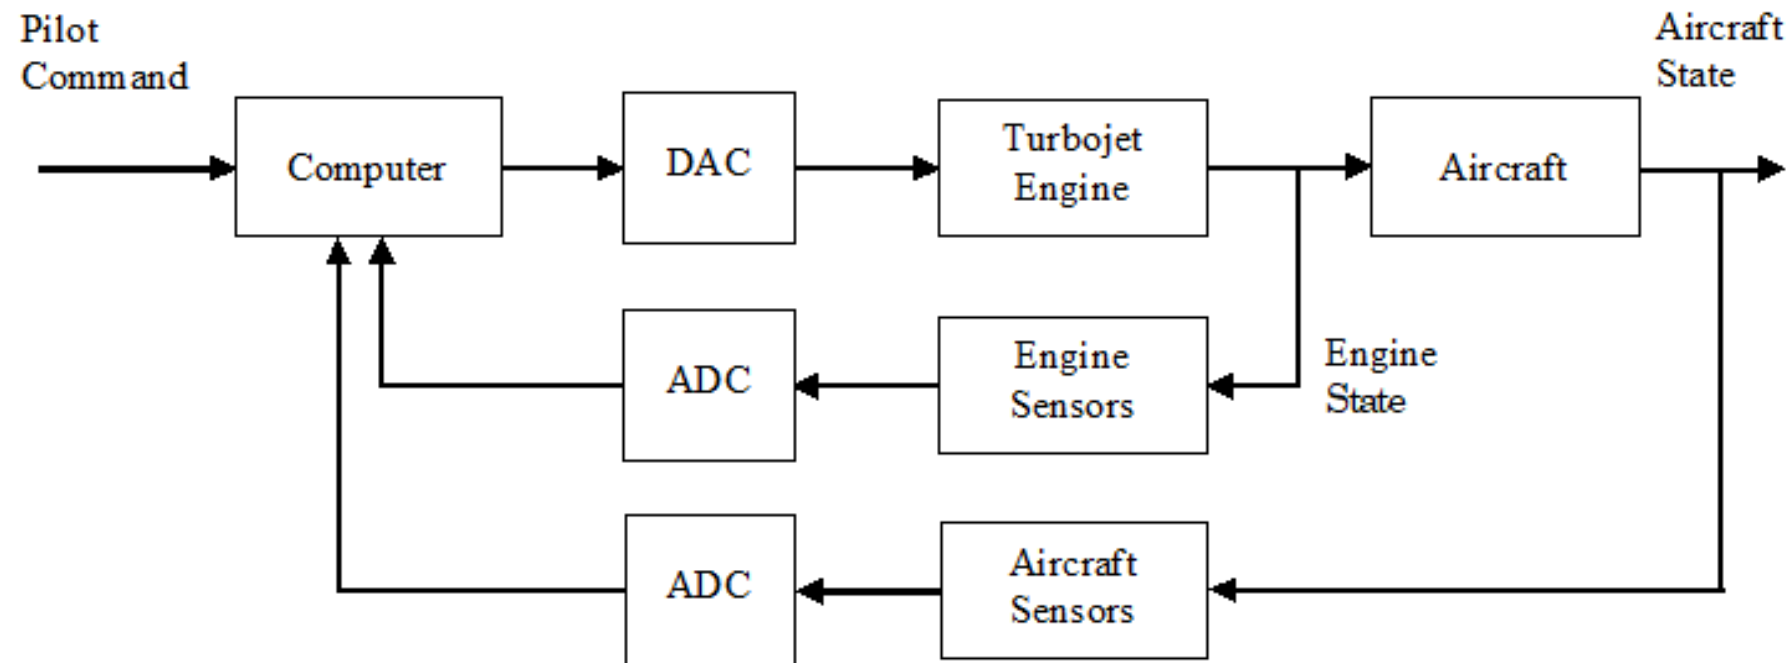 Pilot
Command
Aircraft
State
Computer
DAC
Turbojet
Engine
Aircraft
ADC
Engine
Sensors
Engine
State
ADC
Aircraft
Sensors